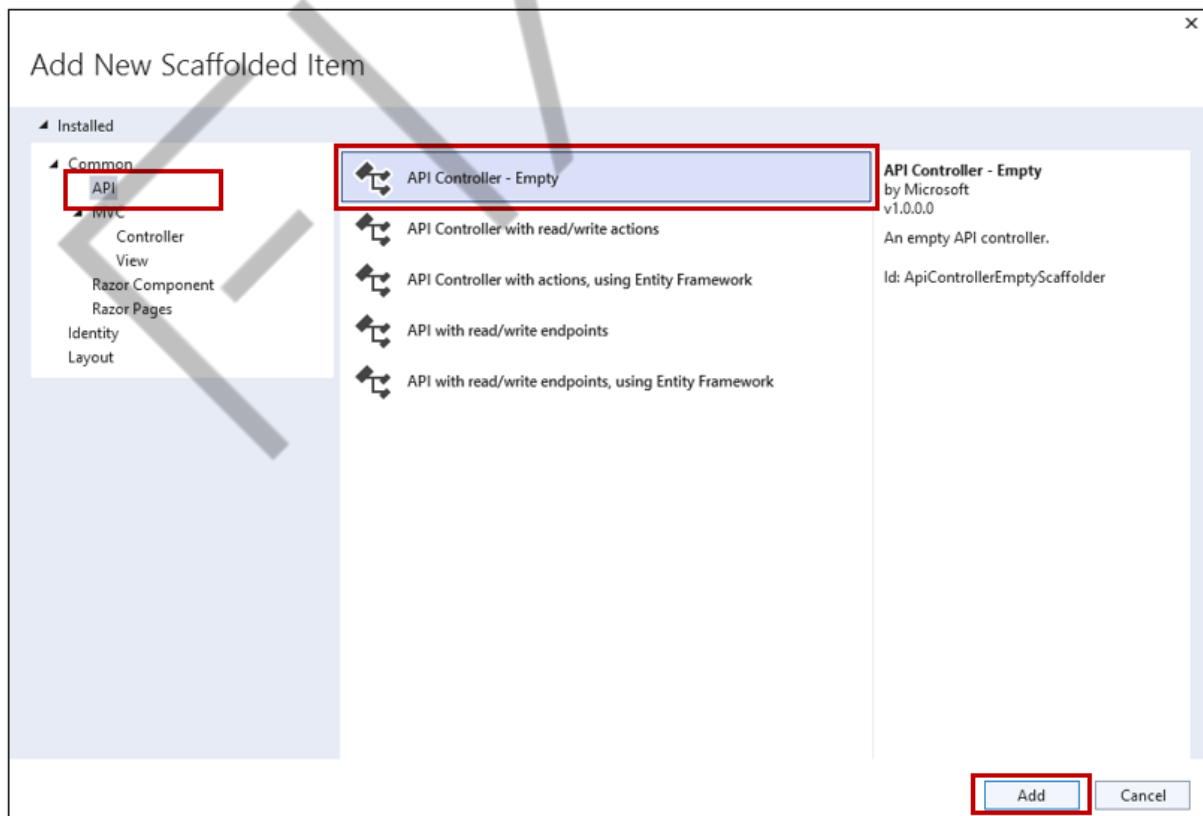 Add New Scaffolded Item
Installed
Common
API
MVC
Controller
View
Razor Component
Razor Pages
Identity
Layout
API Controller - Empty
API Controller with read/write actions
API Controller with actions, using Entity Framework
API with read/write endpoints
API with read/write endpoints, using Entity Framework
API Controller - Empty
by Microsoft
v1.0.0.0
An empty API controller.
Id: ApiControllerEmptyScaffolder
Add
Cancel